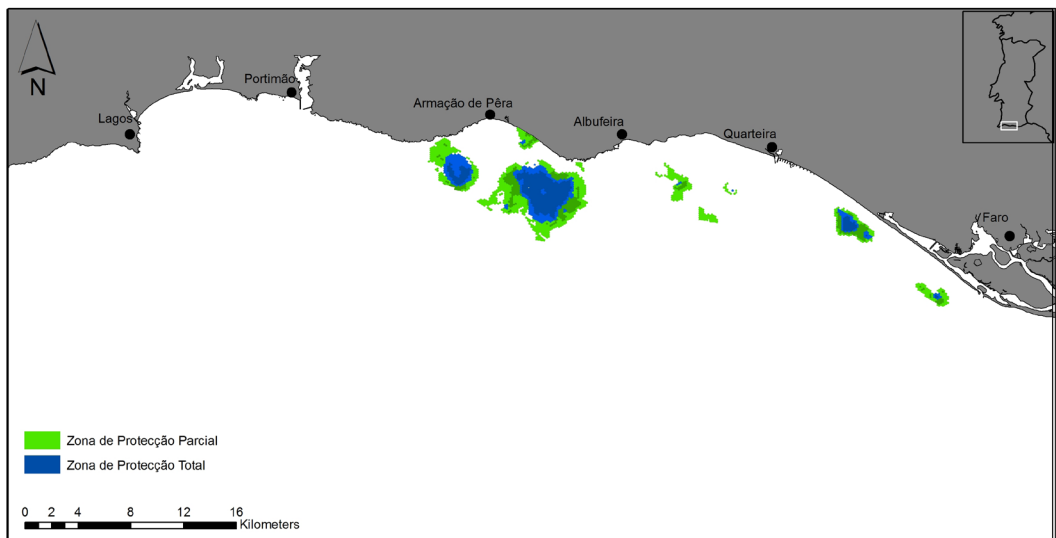 N
Lagos
Portimão
Armação de Pêra
Albufeira
Quarteira
Faro
Zona de Protecção Parcial
Zona de Protecção Total
0 1 2 4 8 12 16
Kilometers